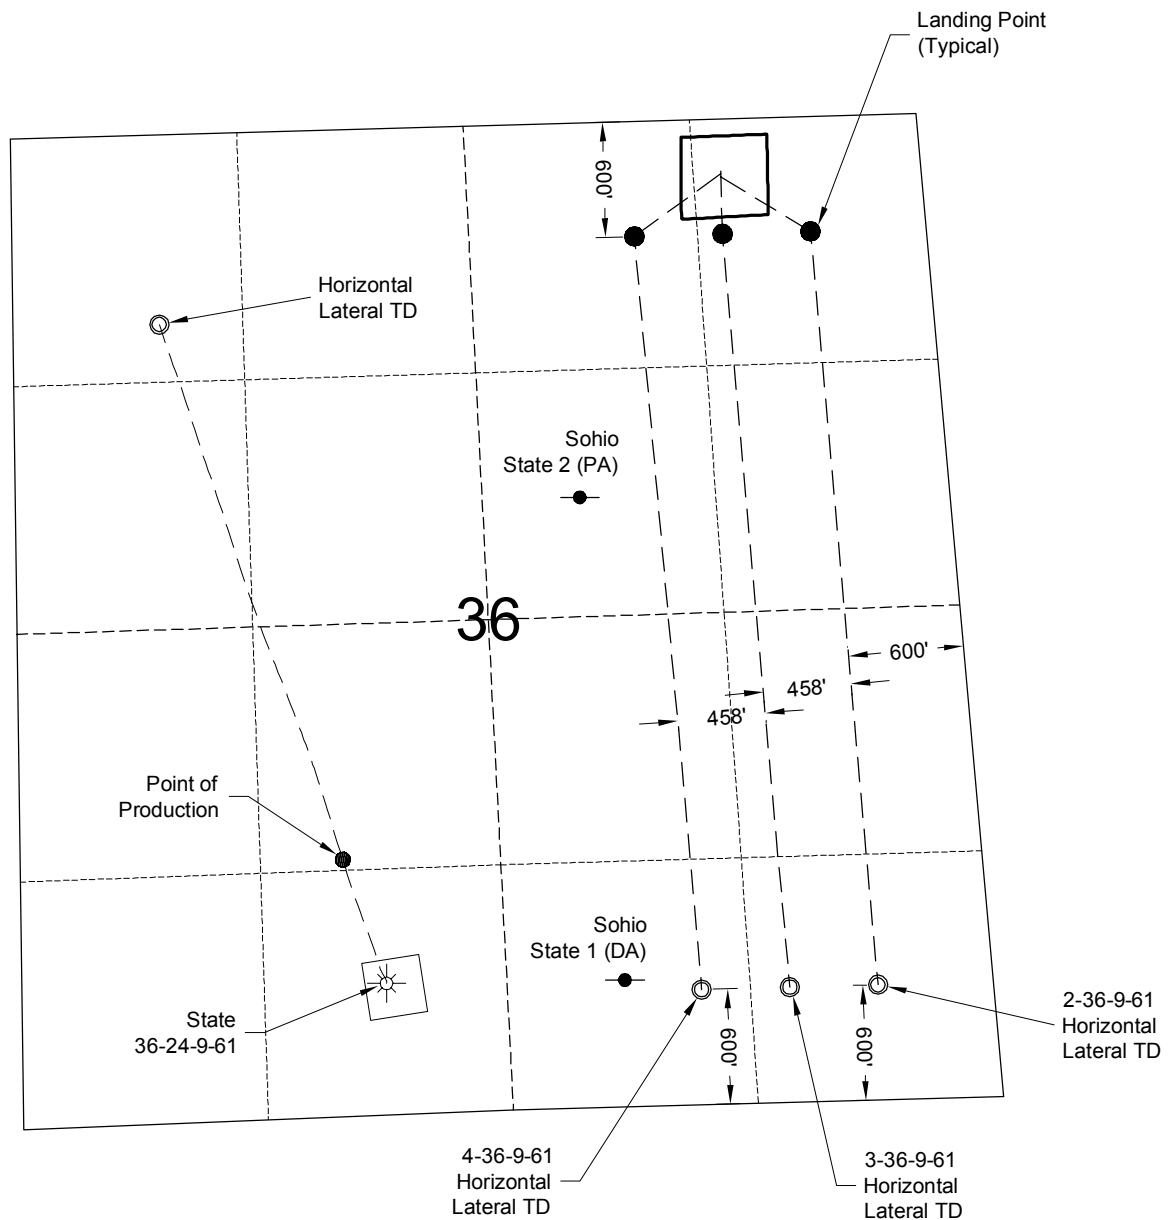 Landing Point
(Typical)
600'
Horizontal
Lateral TD
Sohio
State 2 (PA)
36
600'
458'
458'
Point of
Production
Sohio
State 1 (DA)
State
36-24-9-61
600'
600'
2-36-9-61
Horizontal
Lateral TD
4-36-9-61
Horizontal
Lateral TD
3-36-9-61
Horizontal
Lateral TD